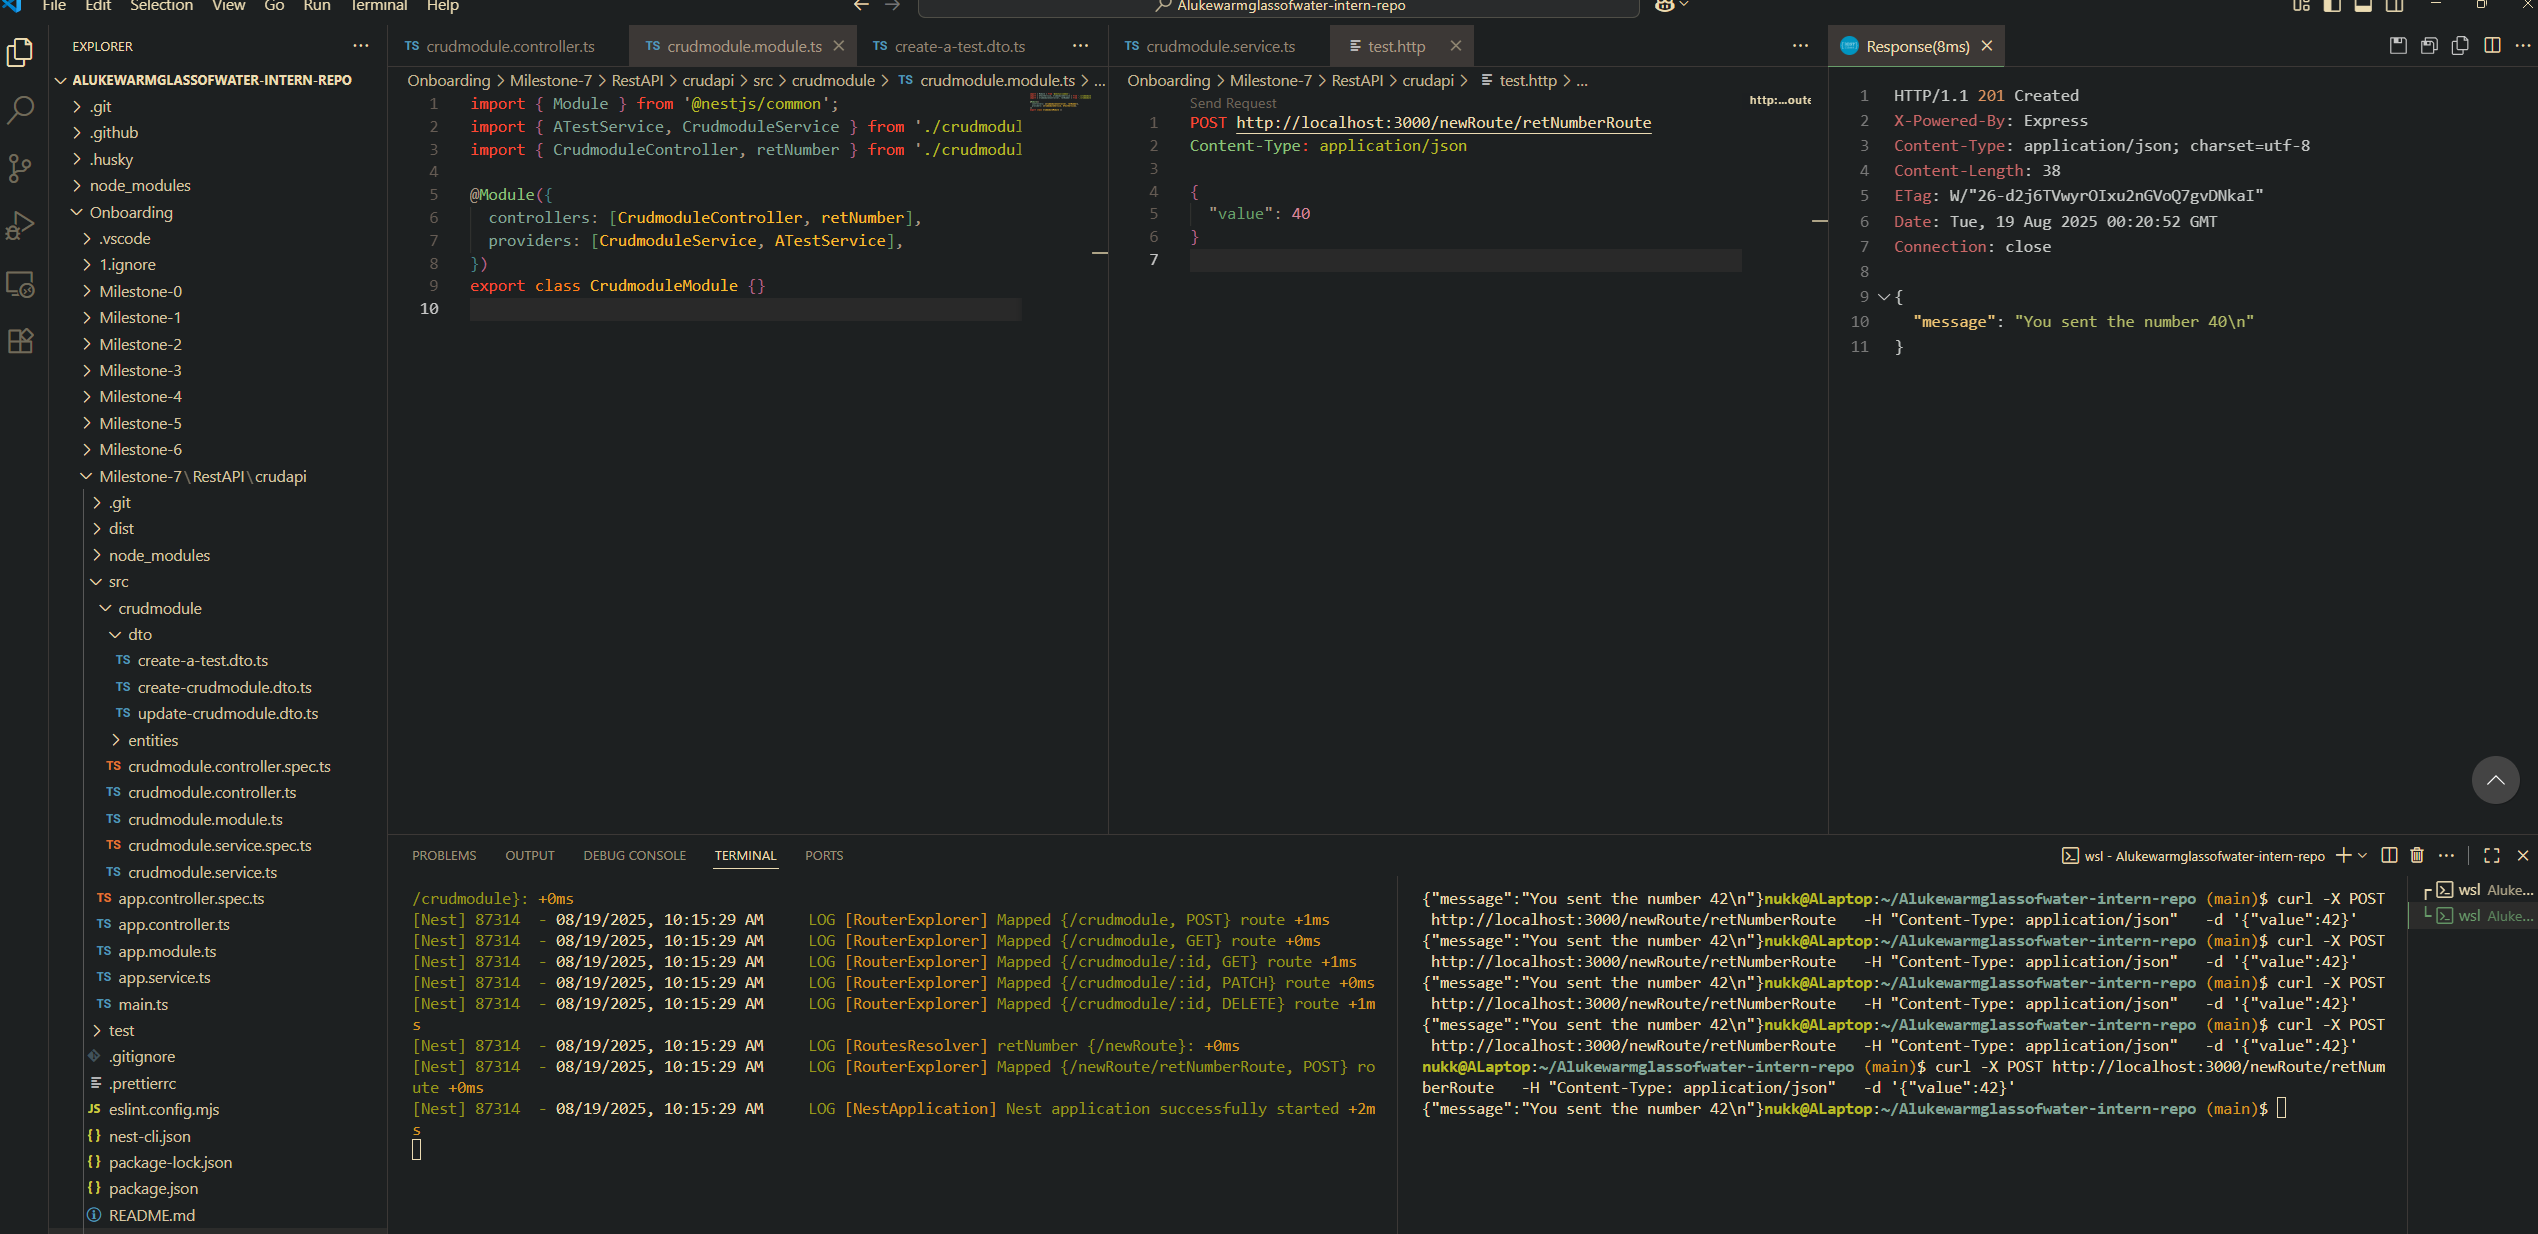 File Edit Selection View Go Run Terminal Help
Alukewarmglassofwater-intern-repo
EXPLORER
ALUKEWARMGLASSOFWATER-INTERN-REPO
.git
.github
.husky
node_modules
Onboarding
.vscode
1.ignore
Milestone-0
Milestone-1
Milestone-2
Milestone-3
Milestone-4
Milestone-5
Milestone-6
Milestone-7\RestAPI\crudapi
.git
dist
node_modules
src
crudmodule
dto
TS create-a-test.dto.ts
TS create-crudmodule.dto.ts
TS update-crudmodule.dto.ts
entities
TS crudmodule.controller.spec.ts
TS crudmodule.controller.ts
TS crudmodule.module.ts
TS crudmodule.service.spec.ts
TS crudmodule.service.ts
TS app.controller.spec.ts
TS app.controller.ts
TS app.module.ts
TS app.service.ts
TS main.ts
test
.gitignore
.prettierrc
JS eslint.config.mjs
{} nest-cli.json
{} package-lock.json
{} package.json
README.md
TS crudmodule.controller.ts TS crudmodule.module.ts TS create-a-test.dto.ts ...
Onboarding > Milestone-7 > RestAPI > crudapi > src > crudmodule > TS crudmodule.module.ts > ...
1 import { Module } from '@nestjs/common';
2 import { ATestService, CrudmoduleService } from './crudmodul
3 import { CrudmoduleController, retNumber } from './crudmodul
4
5 @Module({
6 controllers: [CrudmoduleController, retNumber],
7 providers: [CrudmoduleService, ATestService],
8 })
9 export class CrudmoduleModule {}
10
TS crudmodule.service.ts test.http ...
Onboarding > Milestone-7 > RestAPI > crudapi > test.http > ...
Send Request
http:...oute
1 POST http://localhost:3000/newRoute/retNumberRoute
2 Content-Type: application/json
3
4 {
5 "value": 40
6 }
7
Response(8ms)
1 HTTP/1.1 201 Created
2 X-Powered-By: Express
3 Content-Type: application/json; charset=utf-8
4 Content-Length: 38
5 ETag: W/"26-d2j6TVwyrOIxu2nGVoQ7gvDNkaI"
6 Date: Tue, 19 Aug 2025 00:20:52 GMT
7 Connection: close
8
9 {
10 "message": "You sent the number 40\n"
11 }
PROBLEMS OUTPUT DEBUG CONSOLE TERMINAL PORTS
wsl - Alukewarmglassofwater-intern-repo
/crudmodule}: +0ms
[Nest] 87314 - 08/19/2025, 10:15:29 AM LOG [RouterExplorer] Mapped {/crudmodule, POST} route +1ms
[Nest] 87314 - 08/19/2025, 10:15:29 AM LOG [RouterExplorer] Mapped {/crudmodule, GET} route +0ms
[Nest] 87314 - 08/19/2025, 10:15:29 AM LOG [RouterExplorer] Mapped {/crudmodule/:id, GET} route +1ms
[Nest] 87314 - 08/19/2025, 10:15:29 AM LOG [RouterExplorer] Mapped {/crudmodule/:id, PATCH} route +0ms
[Nest] 87314 - 08/19/2025, 10:15:29 AM LOG [RouterExplorer] Mapped {/crudmodule/:id, DELETE} route +1m
s
[Nest] 87314 - 08/19/2025, 10:15:29 AM LOG [RoutesResolver] retNumber {/newRoute}: +0ms
[Nest] 87314 - 08/19/2025, 10:15:29 AM LOG [RouterExplorer] Mapped {/newRoute/retNumberRoute, POST} ro
ute +0ms
[Nest] 87314 - 08/19/2025, 10:15:29 AM LOG [NestApplication] Nest application successfully started +2m
s
{"message":"You sent the number 42\n"}nukk@ALaptop:~/Alukewarmglassofwater-intern-repo (main)$ curl -X POST
http://localhost:3000/newRoute/retNumberRoute -H "Content-Type: application/json" -d '{"value":42}'
{"message":"You sent the number 42\n"}nukk@ALaptop:~/Alukewarmglassofwater-intern-repo (main)$ curl -X POST
http://localhost:3000/newRoute/retNumberRoute -H "Content-Type: application/json" -d '{"value":42}'
{"message":"You sent the number 42\n"}nukk@ALaptop:~/Alukewarmglassofwater-intern-repo (main)$ curl -X POST
http://localhost:3000/newRoute/retNumberRoute -H "Content-Type: application/json" -d '{"value":42}'
{"message":"You sent the number 42\n"}nukk@ALaptop:~/Alukewarmglassofwater-intern-repo (main)$ curl -X POST
http://localhost:3000/newRoute/retNumberRoute -H "Content-Type: application/json" -d '{"value":42}'
nukk@ALaptop:~/Alukewarmglassofwater-intern-repo (main)$ curl -X POST http://localhost:3000/newRoute/retNum
berRoute -H "Content-Type: application/json" -d '{"value":42}'
{"message":"You sent the number 42\n"}nukk@ALaptop:~/Alukewarmglassofwater-intern-repo (main)$
wsl Aluke...
wsl Aluke...